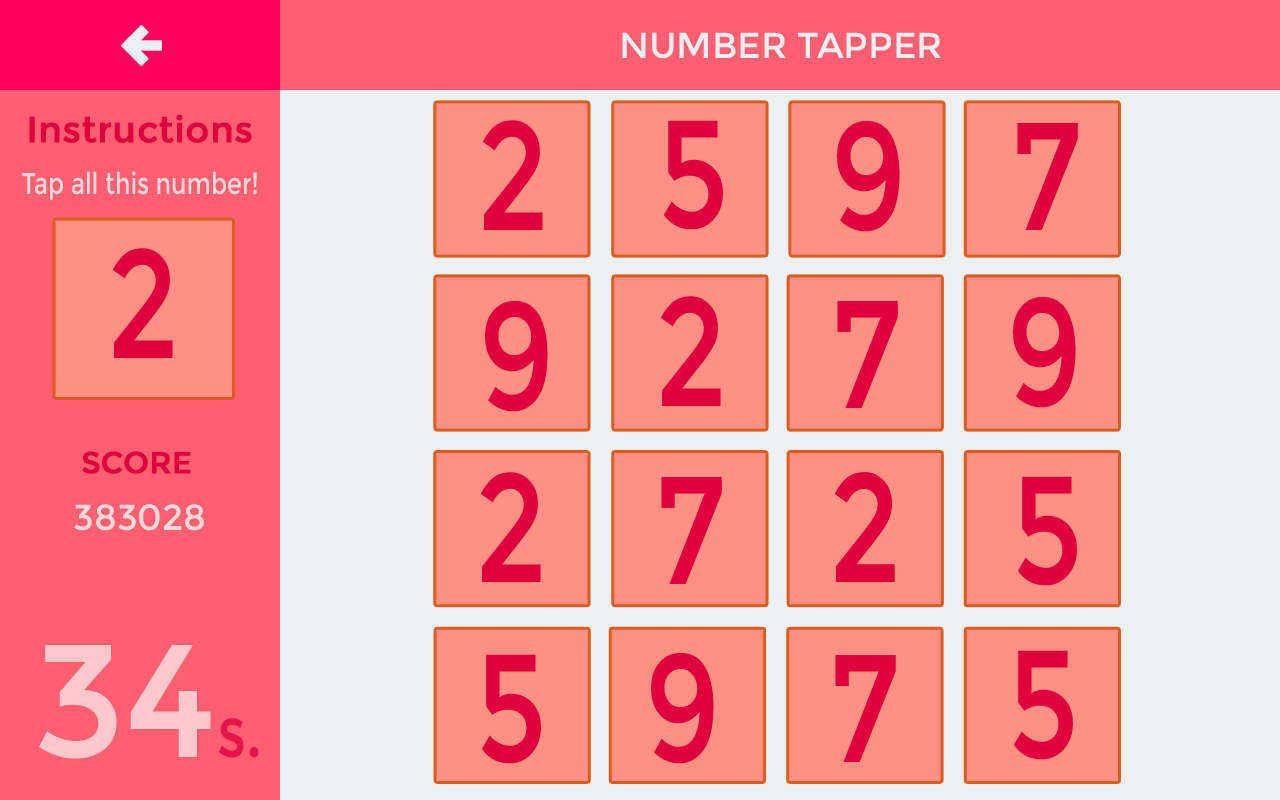 NUMBER TAPPER
Instructions
Tap all this number!
2
SCORE
383028
34 s.
2 5 9 7
9 2 7 9
2 7 2 5
5 9 7 5